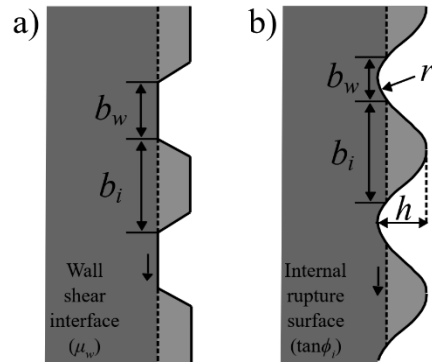 a)
b_w
b_i
Wall
shear
interface
(μ_w)
b)
b_w
r
b_i
h
Internal
rupture
surface
(tanϕ_i)